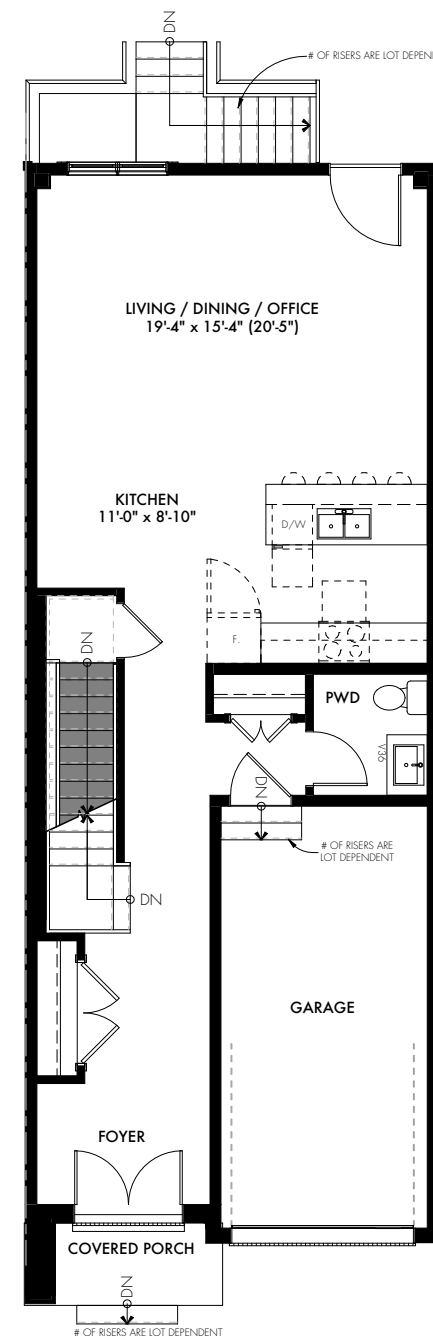 DN
# OF RISERS ARE LOT DEPEN
LIVING / DINING / OFFICE
19'-4" x 15'-4" (20'-5")
KITCHEN
11'-0" x 8'-10"
D/W
F.
DN
PWD
V36
DN
# OF RISERS ARE
LOT DEPENDENT
DN
GARAGE
FOYER
COVERED PORCH
DN
# OF RISERS ARE LOT DEPENDENT